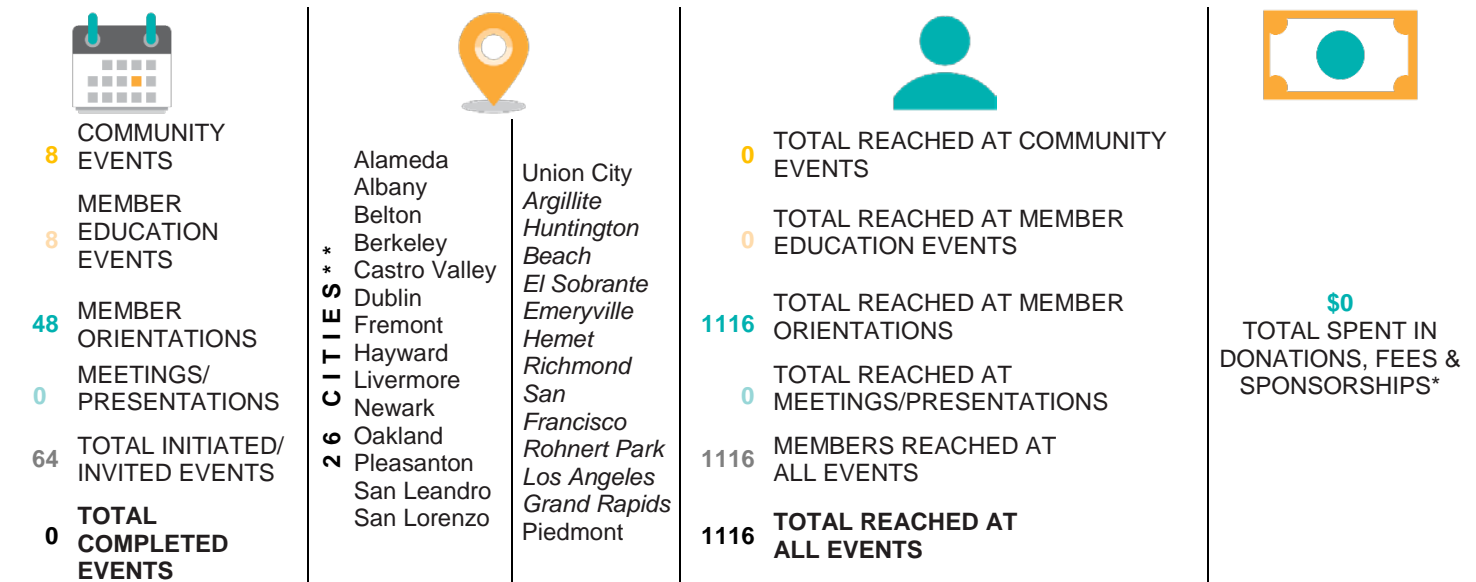 8 COMMUNITY
EVENTS
8 MEMBER
EDUCATION
EVENTS
48 MEMBER
ORIENTATIONS
0 MEETINGS/
PRESENTATIONS
64 TOTAL INITIATED/
INVITED EVENTS
0 TOTAL
COMPLETED
EVENTS
26 CITIES**
Alameda
Albany
Belton
Berkeley
Castro Valley
Dublin
Fremont
Hayward
Livermore
Newark
Oakland
Pleasanton
San Leandro
San Lorenzo
Union City
Argillite
Huntington
Beach
El Sobrante
Emeryville
Hemet
Richmond
San
Francisco
Rohnert Park
Los Angeles
Grand Rapids
Piedmont
0 TOTAL REACHED AT COMMUNITY
EVENTS
0 TOTAL REACHED AT MEMBER
EDUCATION EVENTS
1116 TOTAL REACHED AT MEMBER
ORIENTATIONS
0 TOTAL REACHED AT
MEETINGS/PRESENTATIONS
1116 MEMBERS REACHED AT
ALL EVENTS
1116 TOTAL REACHED AT
ALL EVENTS
$0
TOTAL SPENT IN
DONATIONS, FEES &
SPONSORSHIPS*